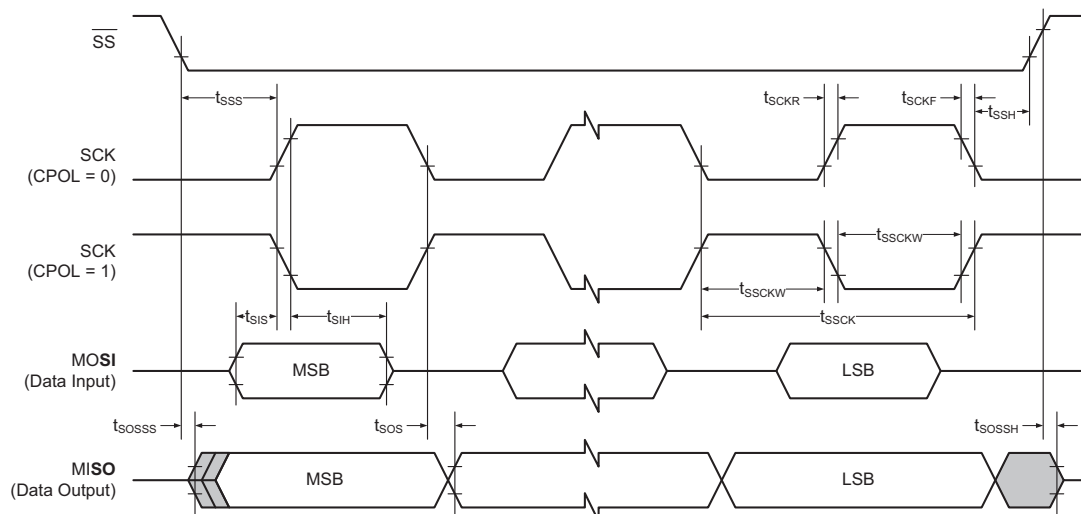 SS
tSSS
tSCKR
tSCKF
tSSH
SCK
(CPOL = 0)
SCK
(CPOL = 1)
tSSCKW
tSSCKW
tSSCK
tSIS
tSIH
MOSI
(Data Input)
MSB
LSB
tSOSSS
tSOS
tSOSSH
MISO
(Data Output)
MSB
LSB